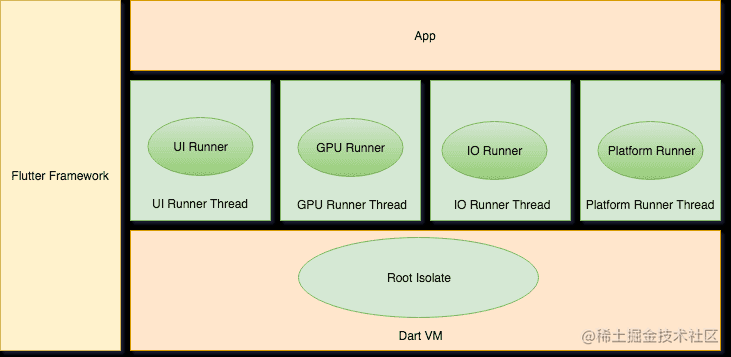 App
Flutter Framework
UI Runner
GPU Runner
IO Runner
Platform Runner
UI Runner Thread
GPU Runner Thread
IO Runner Thread
Platform Runner Thread
Root Isolate
Dart VM
@稀土掘金技术社区